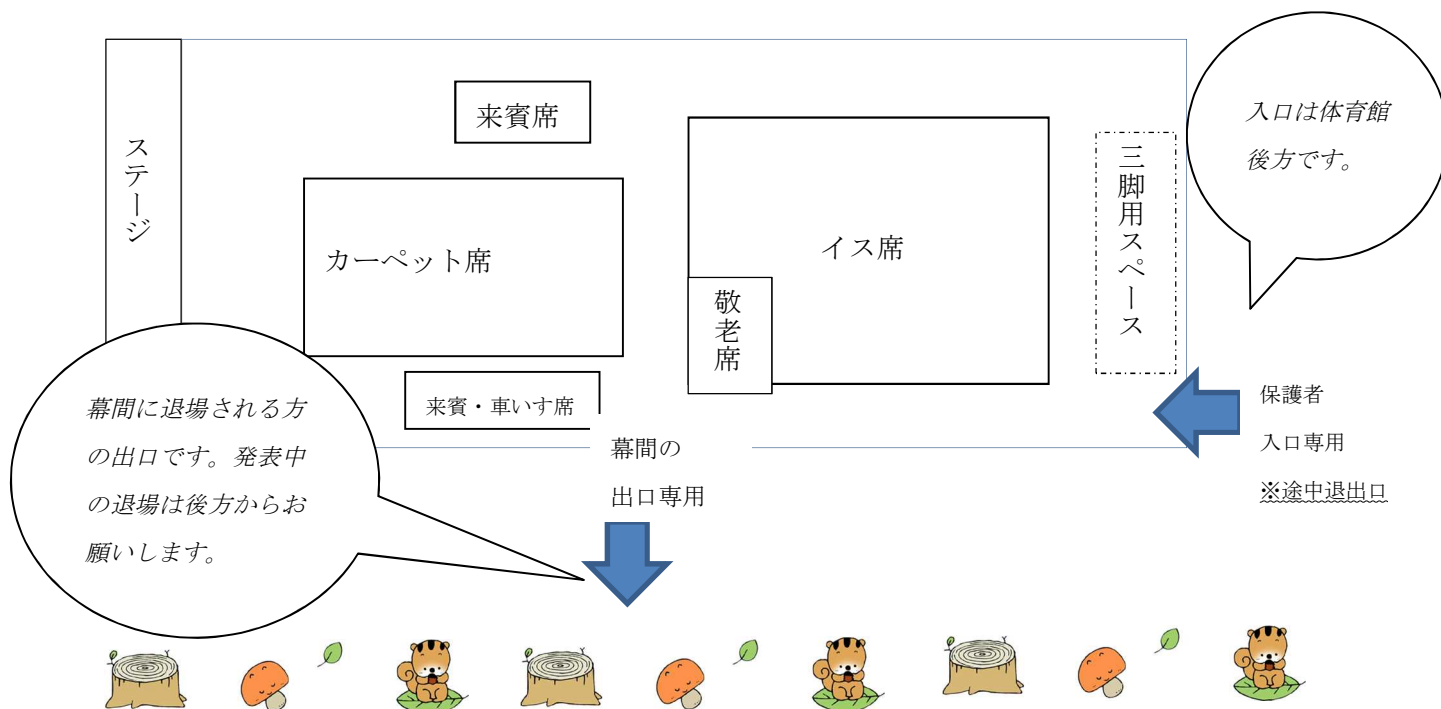 ステージ
来賓席
カーペット席
来賓・車いす席
イス席
敬老席
三脚用スペース
入口は体育館
後方です。
保護者
入口専用
※途中退出口
幕間の
出口専用
幕間に退場される方
の出口です。発表中
の退場は後方からお
願いします。